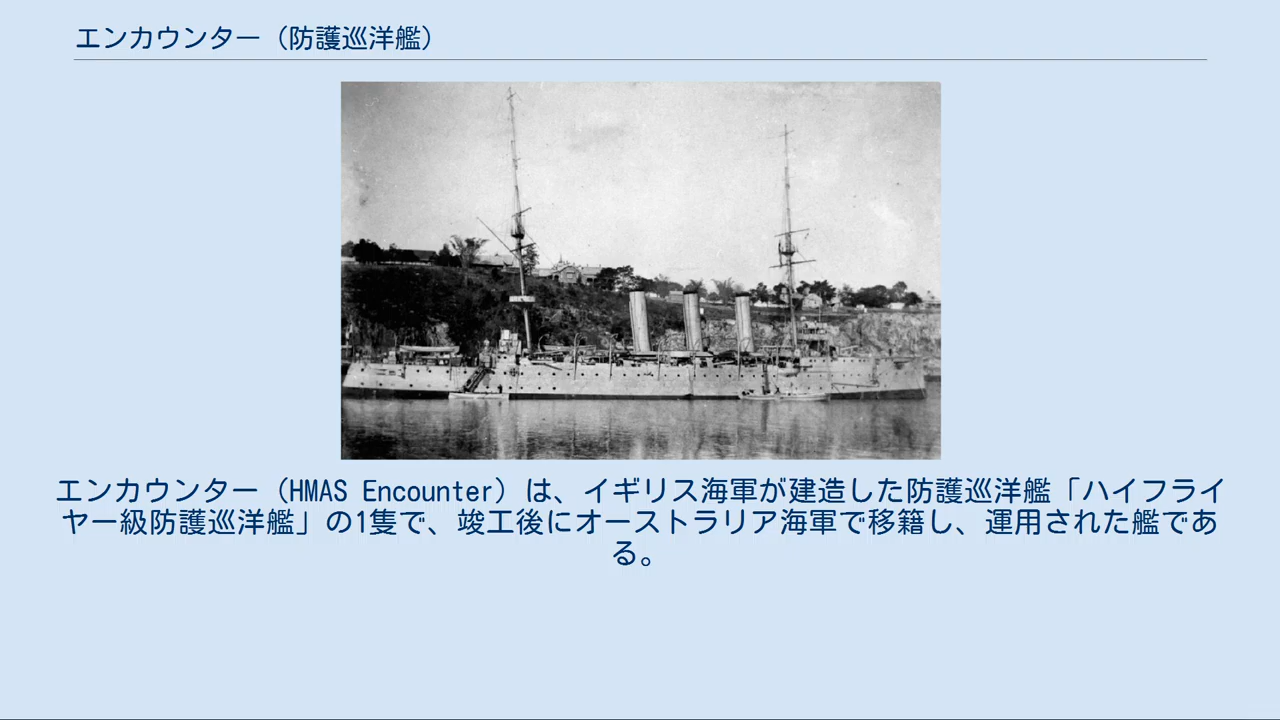 エンカウンター（防護巡洋艦）
エンカウンター（HMAS Encounter）は、イギリス海軍が建造した防護巡洋艦「ハイフライ
ヤー級防護巡洋艦」の1隻で、竣工後にオーストラリア海軍で移籍し、運用された艦であ
る。